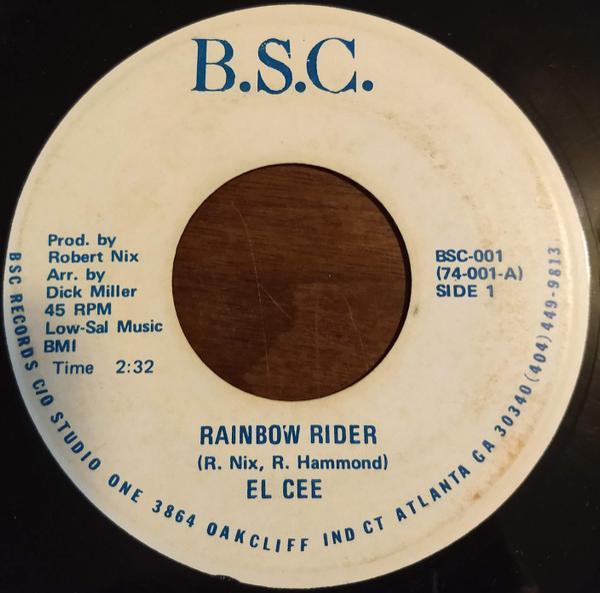 B.S.C.
Prod. by
Robert Nix
Arr. by
Dick Miller
45 RPM
Low-Sal Music
BMI
Time 2:32
BSC-001
(74-001-A)
SIDE 1
RAINBOW RIDER
(R. Nix, R. Hammond)
EL CEE
BSC RECORDS C/O STUDIO ONE 3864 OAKCLIFF IND CT ATLANTA GA 30340 (404) 449-9813